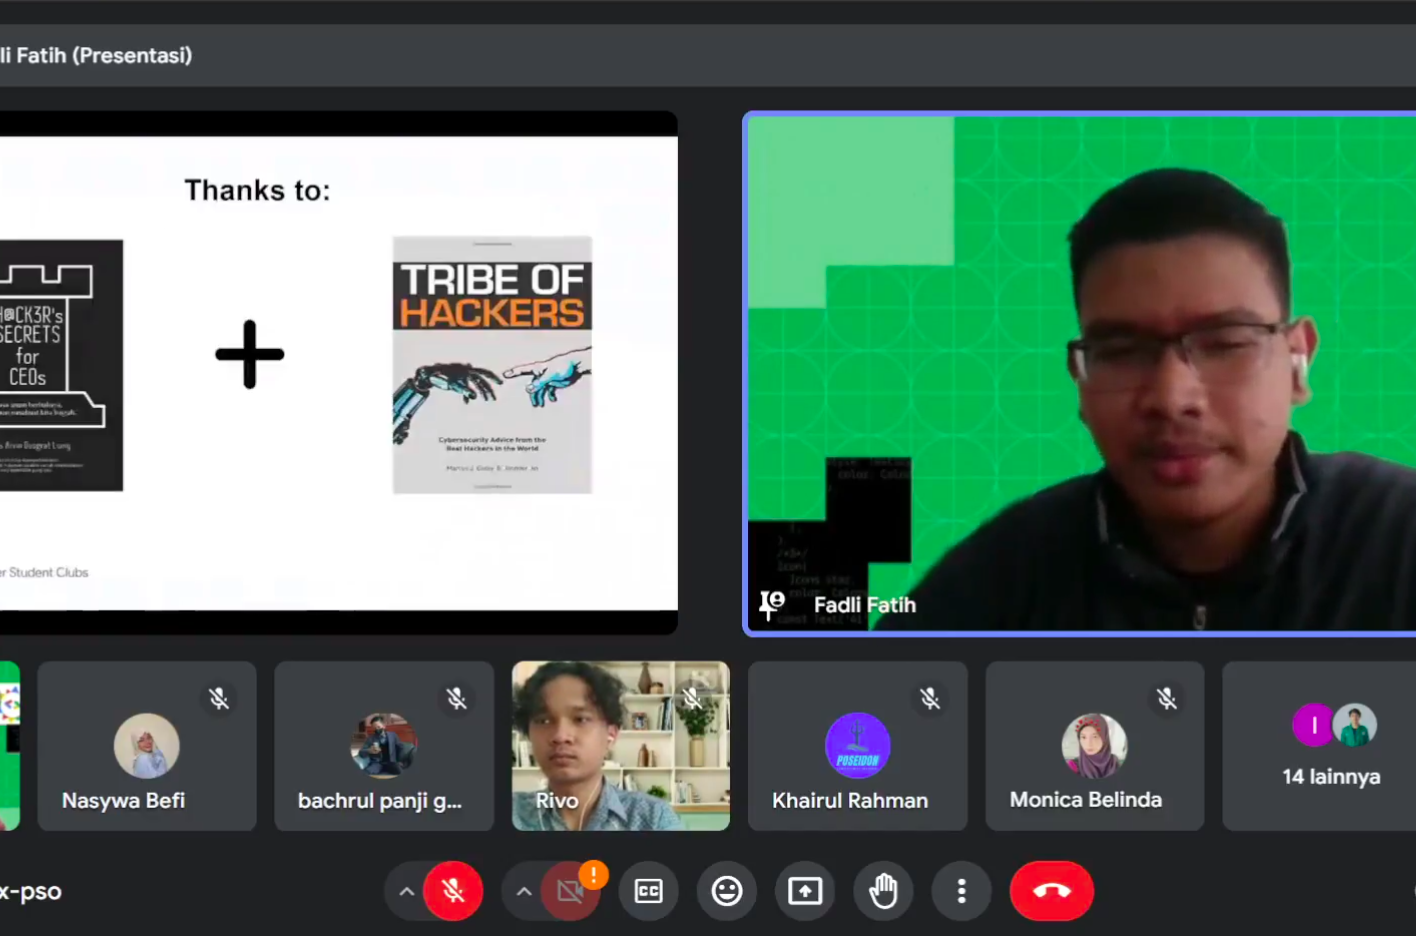 li Fatih (Presentasi)
Thanks to:
H@CK3R's
SECRETS
for
CEOs
TRIBE OF
HACKERS
Cybersecurity Advice from the
Best Hackers in the World
er Student Clubs
Fadli Fatih
Nasywa Befi
bachrul panji g...
Rivo
POSEIDON
Khairul Rahman
Monica Belinda
I
14 lainnya
x-pso
CC